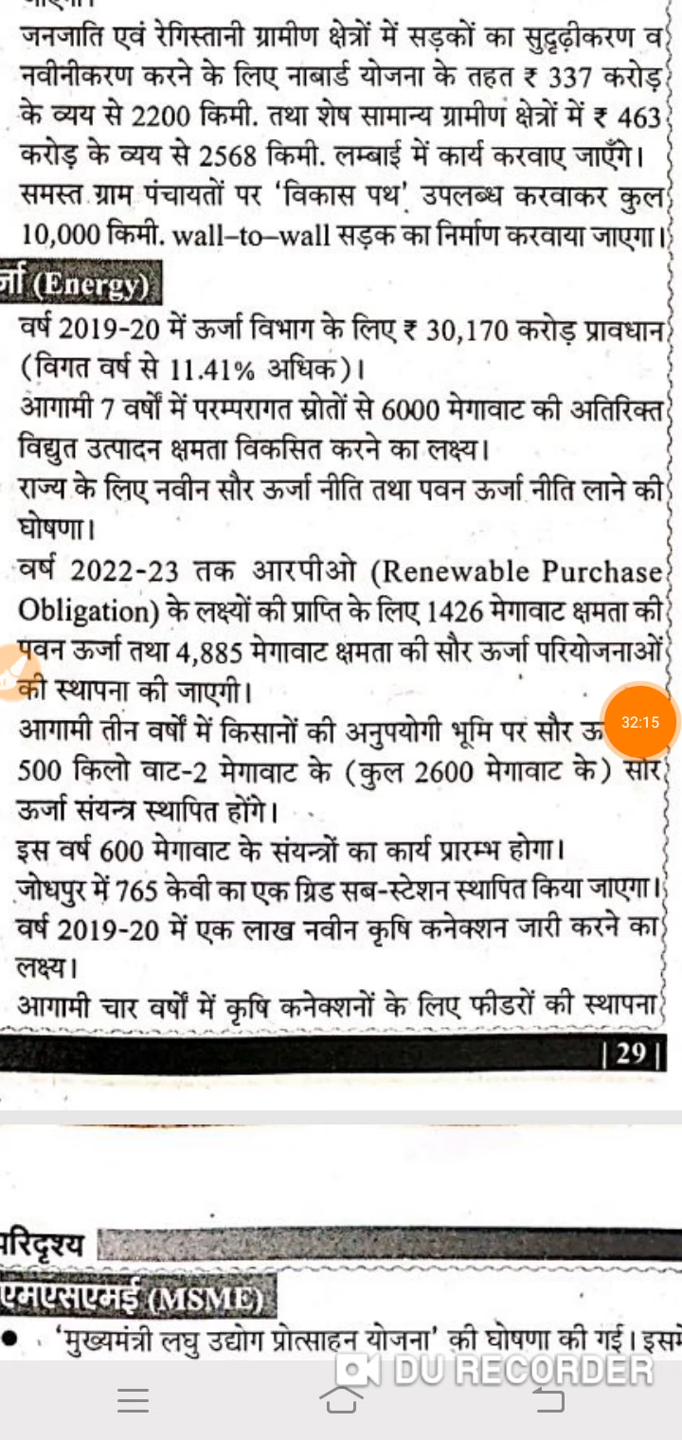 जनजाति एवं रेगिस्तानी ग्रामीण क्षेत्रों में सड़कों का सुदृढ़ीकरण व
नवीनीकरण करने के लिए नाबार्ड योजना के तहत ₹ 337 करोड़
के व्यय से 2200 किमी. तथा शेष सामान्य ग्रामीण क्षेत्रों में ₹ 463
करोड़ के व्यय से 2568 किमी. लम्बाई में कार्य करवाए जाएँगे।
समस्त ग्राम पंचायतों पर 'विकास पथ' उपलब्ध करवाकर कुल
10,000 किमी. wall-to-wall सड़क का निर्माण करवाया जाएगा।
र्जा (Energy)
वर्ष 2019-20 में ऊर्जा विभाग के लिए ₹ 30,170 करोड़ प्रावधान
(विगत वर्ष से 11.41% अधिक)।
आगामी 7 वर्षों में परम्परागत स्रोतों से 6000 मेगावाट की अतिरिक्त
विद्युत उत्पादन क्षमता विकसित करने का लक्ष्य।
राज्य के लिए नवीन सौर ऊर्जा नीति तथा पवन ऊर्जा नीति लाने की
घोषणा।
वर्ष 2022-23 तक आरपीओ (Renewable Purchase
Obligation) के लक्ष्यों की प्राप्ति के लिए 1426 मेगावाट क्षमता की
पवन ऊर्जा तथा 4,885 मेगावाट क्षमता की सौर ऊर्जा परियोजनाओं
की स्थापना की जाएगी।
आगामी तीन वर्षों में किसानों की अनुपयोगी भूमि पर सौर ऊ
32:15
500 किलो वाट-2 मेगावाट के (कुल 2600 मेगावाट के) सौर
ऊर्जा संयन्त्र स्थापित होंगे।
इस वर्ष 600 मेगावाट के संयन्त्रों का कार्य प्रारम्भ होगा।
जोधपुर में 765 केवी का एक ग्रिड सब-स्टेशन स्थापित किया जाएगा।
वर्ष 2019-20 में एक लाख नवीन कृषि कनेक्शन जारी करने का
लक्ष्य।
आगामी चार वर्षों में कृषि कनेक्शनों के लिए फीडरों की स्थापना
| 29 |
परिदृश्य
एमएसएमई (MSME)
• 'मुख्यमंत्री लघु उद्योग प्रोत्साहन योजना' की घोषणा की गई। इसमे
DU RECORDER